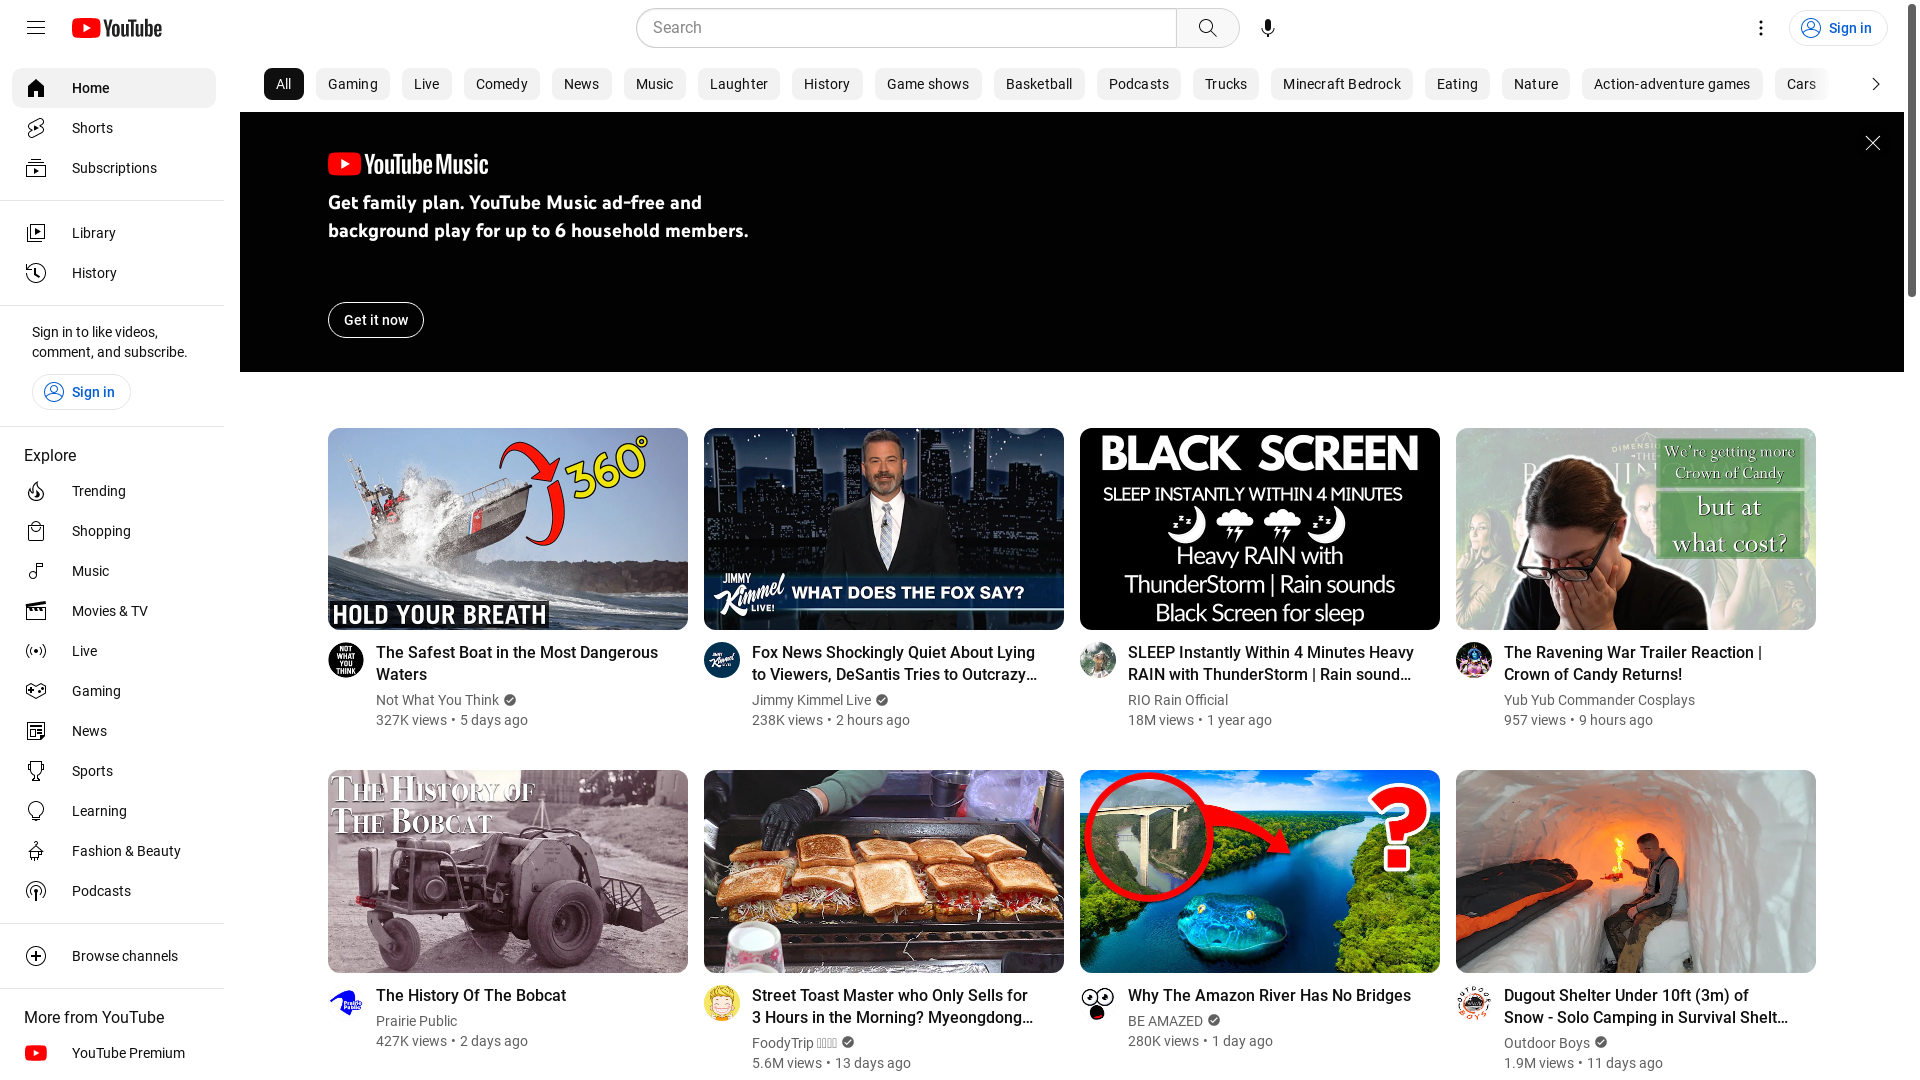 YouTube
Search
Sign in
Home
Shorts
Subscriptions
Library
History
Sign in to like videos,
comment, and subscribe.
Sign in
Explore
Trending
Shopping
Music
Movies & TV
Live
Gaming
News
Sports
Learning
Fashion & Beauty
Podcasts
Browse channels
More from YouTube
YouTube Premium
All
Gaming
Live
Comedy
News
Music
Laughter
History
Game shows
Basketball
Podcasts
Trucks
Minecraft Bedrock
Eating
Nature
Action-adventure games
Cars
YouTube Music
Get family plan. YouTube Music ad-free and
background play for up to 6 household members.
Get it now
360°
HOLD YOUR BREATH
NOT WHAT YOU THINK
The Safest Boat in the Most Dangerous
Waters
Not What You Think
327K views • 5 days ago
JIMMY
Kimmel
LIVE!
WHAT DOES THE FOX SAY?
Fox News Shockingly Quiet About Lying
to Viewers, DeSantis Tries to Outcrazy…
Jimmy Kimmel Live
238K views • 2 hours ago
BLACK SCREEN
SLEEP INSTANTLY WITHIN 4 MINUTES
Heavy RAIN with
ThunderStorm | Rain sounds
Black Screen for sleep
SLEEP Instantly Within 4 Minutes Heavy
RAIN with ThunderStorm | Rain sound…
RIO Rain Official
18M views • 1 year ago
We're getting more
Crown of Candy
but at
what cost?
The Ravening War Trailer Reaction |
Crown of Candy Returns!
Yub Yub Commander Cosplays
957 views • 9 hours ago
THE HISTORY OF
THE BOBCAT
Prairie Public
The History Of The Bobcat
Prairie Public
427K views • 2 days ago
Street Toast Master who Only Sells for
3 Hours in the Morning? Myeongdong…
FoodyTrip
5.6M views • 13 days ago
?
Why The Amazon River Has No Bridges
BE AMAZED
280K views • 1 day ago
OUTDOOR BOYS
Dugout Shelter Under 10ft (3m) of
Snow - Solo Camping in Survival Shelt…
Outdoor Boys
1.9M views • 11 days ago